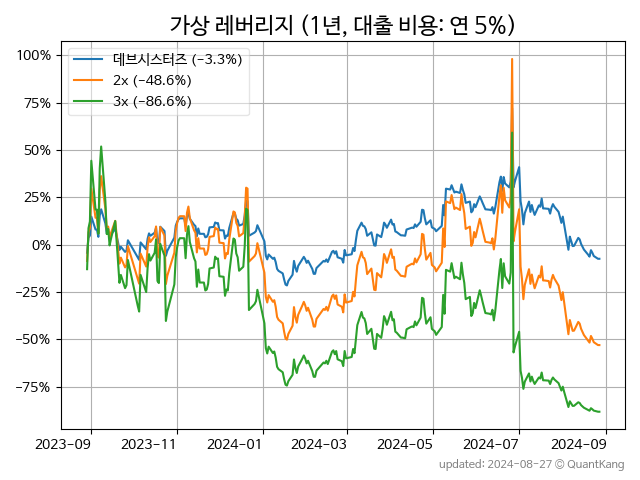 가상 레버리지 (1년, 대출 비용: 연 5%)
데브시스터즈 (−3.3%)
2x (−48.6%)
3x (−86.6%)
100%
75%
50%
25%
0%
−25%
−50%
−75%
2023-09 2023-11 2024-01 2024-03 2024-05 2024-07 2024-09
updated: 2024-08-27 © QuantKang